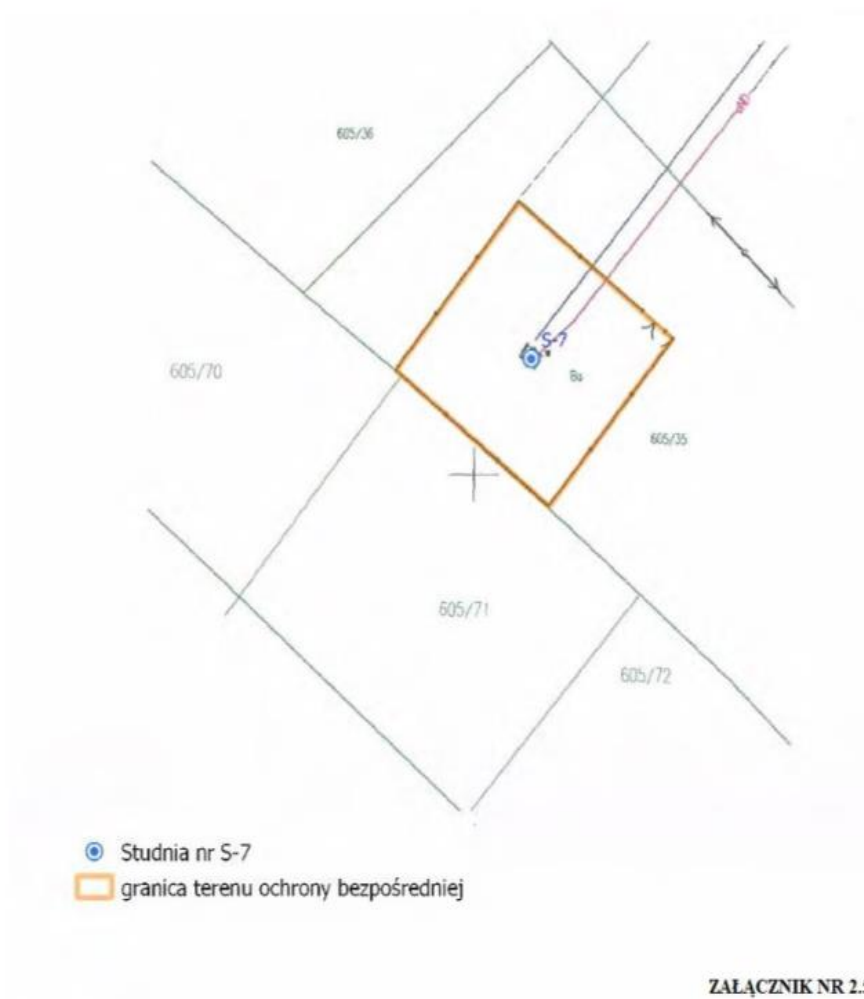 605/36
S-7
Ba
605/70
605/35
605/71
605/72
Studnia nr S-7
granica terenu ochrony bezpośredniej
ZAŁĄCZNIK NR 2.